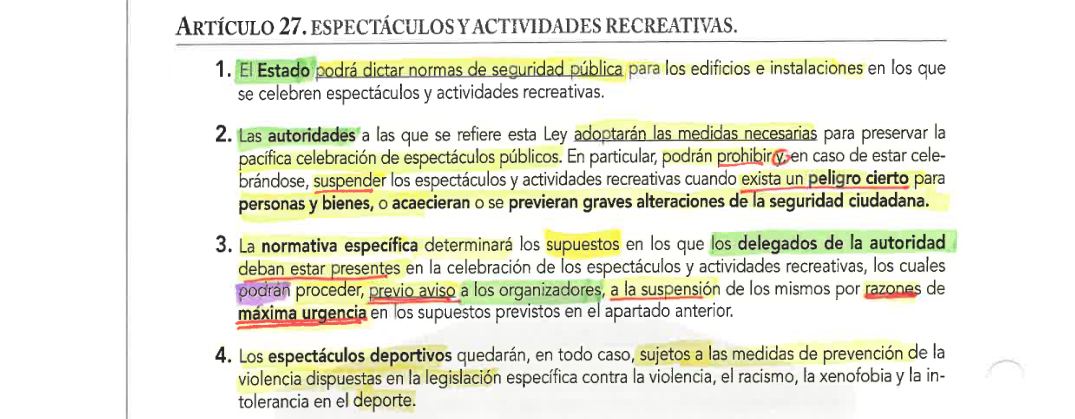 ARTÍCULO 27. ESPECTÁCULOS Y ACTIVIDADES RECREATIVAS.
1. El Estado podrá dictar normas de seguridad pública para los edificios e instalaciones en los que
se celebren espectáculos y actividades recreativas.
2. Las autoridades a las que se refiere esta Ley adoptarán las medidas necesarias para preservar la
pacífica celebración de espectáculos públicos. En particular, podrán prohibir y, en caso de estar cele-
brándose, suspender los espectáculos y actividades recreativas cuando exista un peligro cierto para
personas y bienes, o acaecieran o se previeran graves alteraciones de la seguridad ciudadana.
3. La normativa específica determinará los supuestos en los que los delegados de la autoridad
deban estar presentes en la celebración de los espectáculos y actividades recreativas, los cuales
podrán proceder, previo aviso a los organizadores, a la suspensión de los mismos por razones de
máxima urgencia en los supuestos previstos en el apartado anterior.
4. Los espectáculos deportivos quedarán, en todo caso, sujetos a las medidas de prevención de la
violencia dispuestas en la legislación específica contra la violencia, el racismo, la xenofobia y la in-
tolerancia en el deporte.